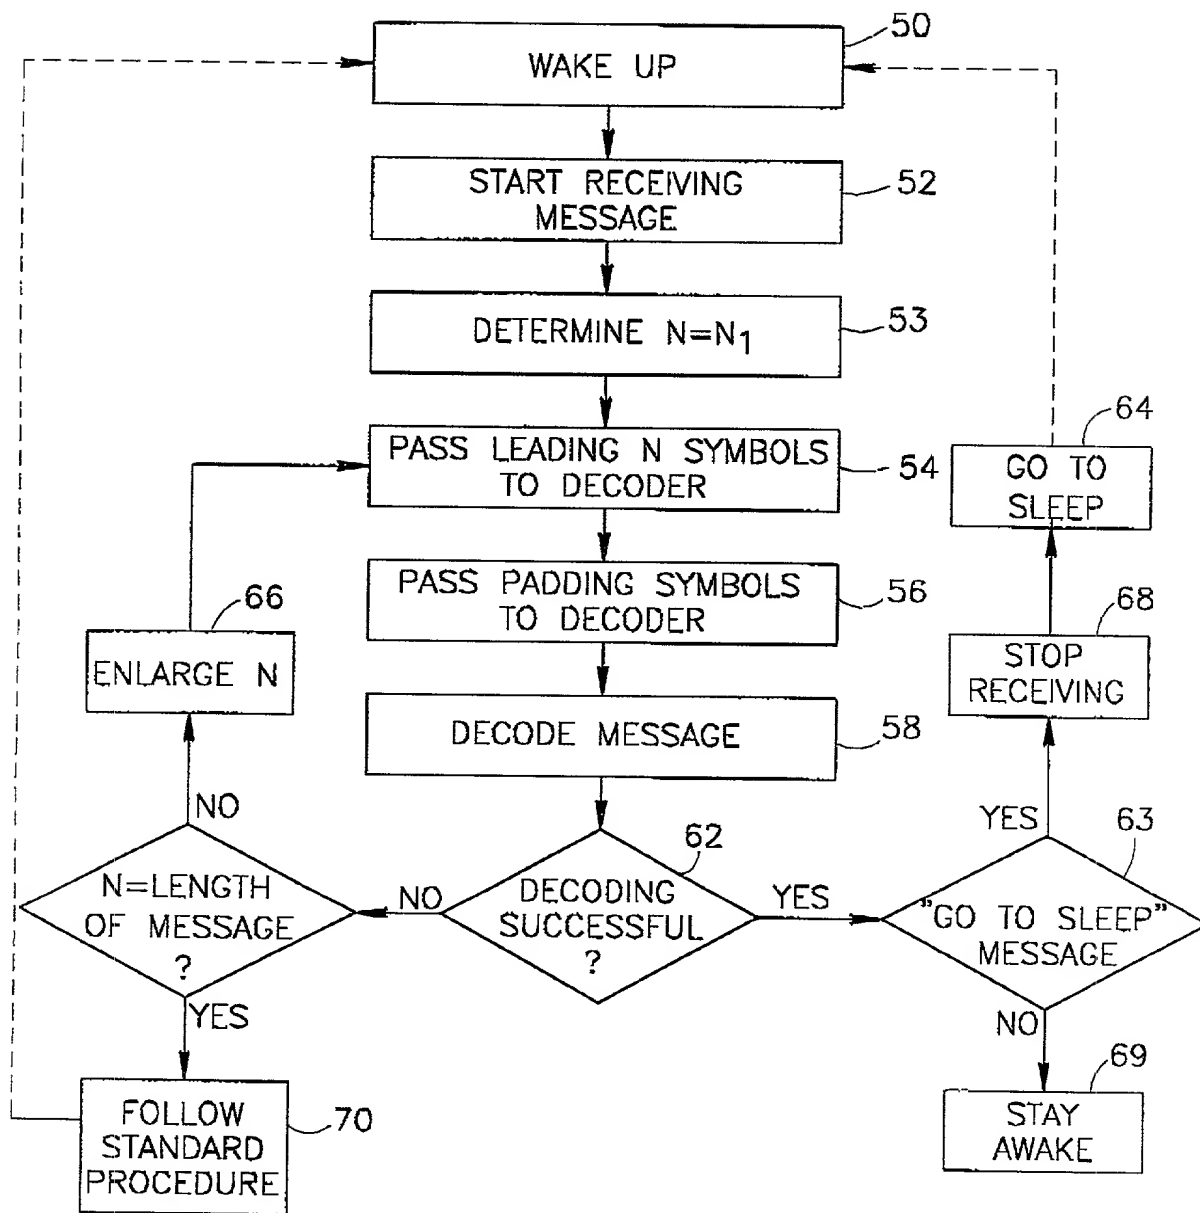 50
WAKE UP
START RECEIVING
MESSAGE
52
DETERMINE N=N1
53
PASS LEADING N SYMBOLS
TO DECODER
54
64
GO TO
SLEEP
PASS PADDING SYMBOLS
TO DECODER
56
66
ENLARGE N
68
STOP
RECEIVING
DECODE MESSAGE
58
NO
N=LENGTH
OF MESSAGE
?
NO
62
DECODING
SUCCESSFUL
?
YES
YES
63
"GO TO SLEEP"
MESSAGE
YES
NO
FOLLOW
STANDARD
PROCEDURE
70
69
STAY
AWAKE